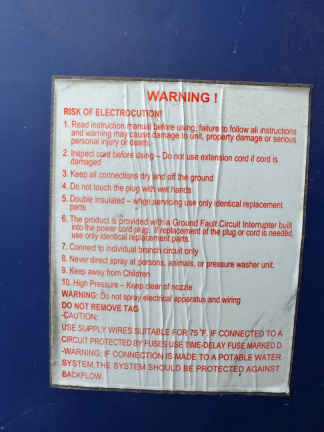 WARNING !
RISK OF ELECTROCUTION!
1. Read instruction manual before using, failure to follow all instructions
and warning may cause damage to unit, property damage or serious
personal injury or death.
2. Inspect cord before using – Do not use extension cord if cord is
damaged
3. Keep all connections dry and off the ground
4. Do not touch the plug with wet hands
5. Double insulated – when servicing use only identical replacement
parts
6. The product is provided with a Ground Fault Circuit Interrupter built
into the power cord plug. If replacement of the plug or cord is needed,
use only identical replacement parts.
7. Connect to individual branch circuit only
8. Never direct spray at persons, animals, or pressure washer unit.
9. Keep away from Children
10. High Pressure – Keep clear of nozzle
WARNING: Do not spray electrical apparatus and wiring
DO NOT REMOVE TAG
-CAUTION:
USE SUPPLY WIRES SUITABLE FOR 75 °F. IF CONNECTED TO A
CIRCUIT PROTECTED BY FUSES USE TIME-DELAY FUSE MARKED D
-WARNING: IF CONNECTION IS MADE TO A POTABLE WATER
SYSTEM, THE SYSTEM SHOULD BE PROTECTED AGAINST
BACKFLOW.